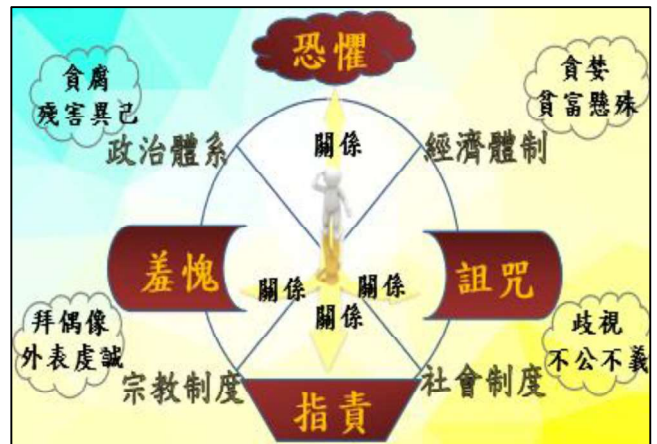 恐懼
貪腐
殘害異己
貪婪
貧富懸殊
政治體系
關係
經濟體制
羞愧
詛咒
關係
關係
關係
拜偶像
外表虔誠
歧視
不公不義
宗教制度
社會制度
指責